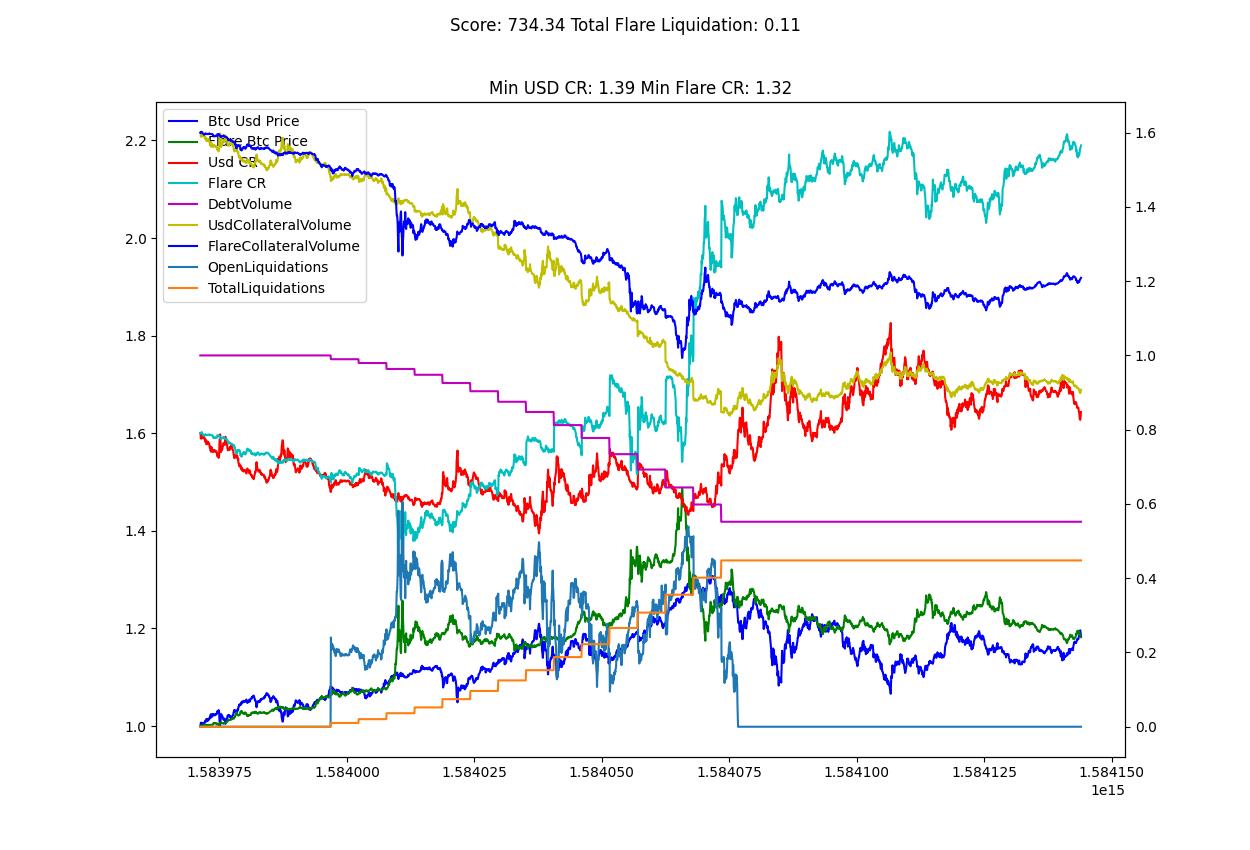 Score: 734.34 Total Flare Liquidation: 0.11
Min USD CR: 1.39 Min Flare CR: 1.32
Btc Usd Price
Flare Btc Price
Usd CR
Flare CR
DebtVolume
UsdCollateralVolume
FlareCollateralVolume
OpenLiquidations
TotalLiquidations
2.2
2.0
1.8
1.6
1.4
1.2
1.0
1.6
1.4
1.2
1.0
0.8
0.6
0.4
0.2
0.0
1.583975 1.584000 1.584025 1.584050 1.584075 1.584100 1.584125 1.584150
1e15